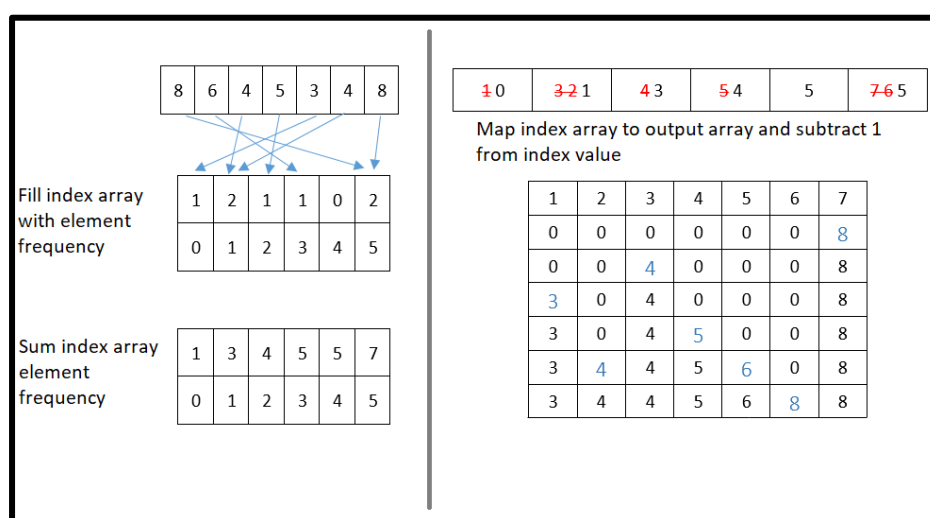 8 6 4 5 3 4 8
Fill index array
with element
frequency
1 2 1 1 0 2
0 1 2 3 4 5
Sum index array
element
frequency
1 3 4 5 5 7
0 1 2 3 4 5
1 0 3 2 1 4 3 5 4 5 7 6 5
Map index array to output array and subtract 1
from index value
1 2 3 4 5 6 7
0 0 0 0 0 0 8
0 0 4 0 0 0 8
3 0 4 0 0 0 8
3 0 4 5 0 0 8
3 4 4 5 6 0 8
3 4 4 5 6 8 8